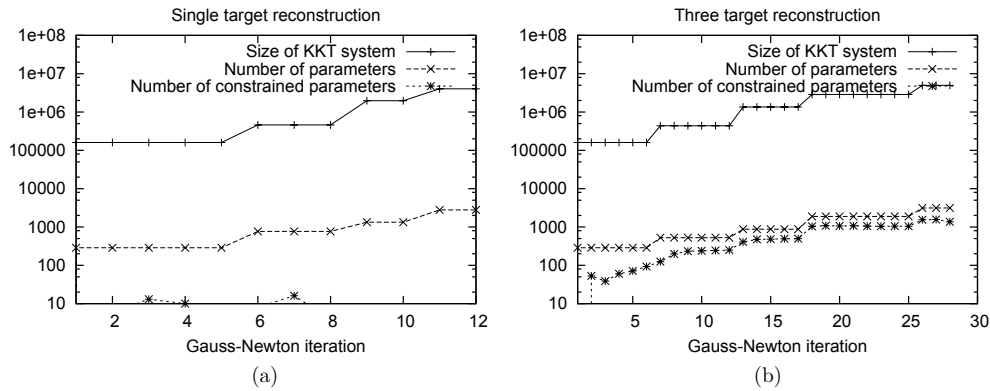 Single target reconstruction
1e+08
1e+07
1e+06
100000
10000
1000
100
10
Size of KKT system
Number of parameters
Number of constrained parameters
2 4 6 8 10 12
Gauss-Newton iteration
(a)
Three target reconstruction
1e+08
1e+07
1e+06
100000
10000
1000
100
10
Size of KKT system
Number of parameters
Number of constrained parameters
5 10 15 20 25 30
Gauss-Newton iteration
(b)